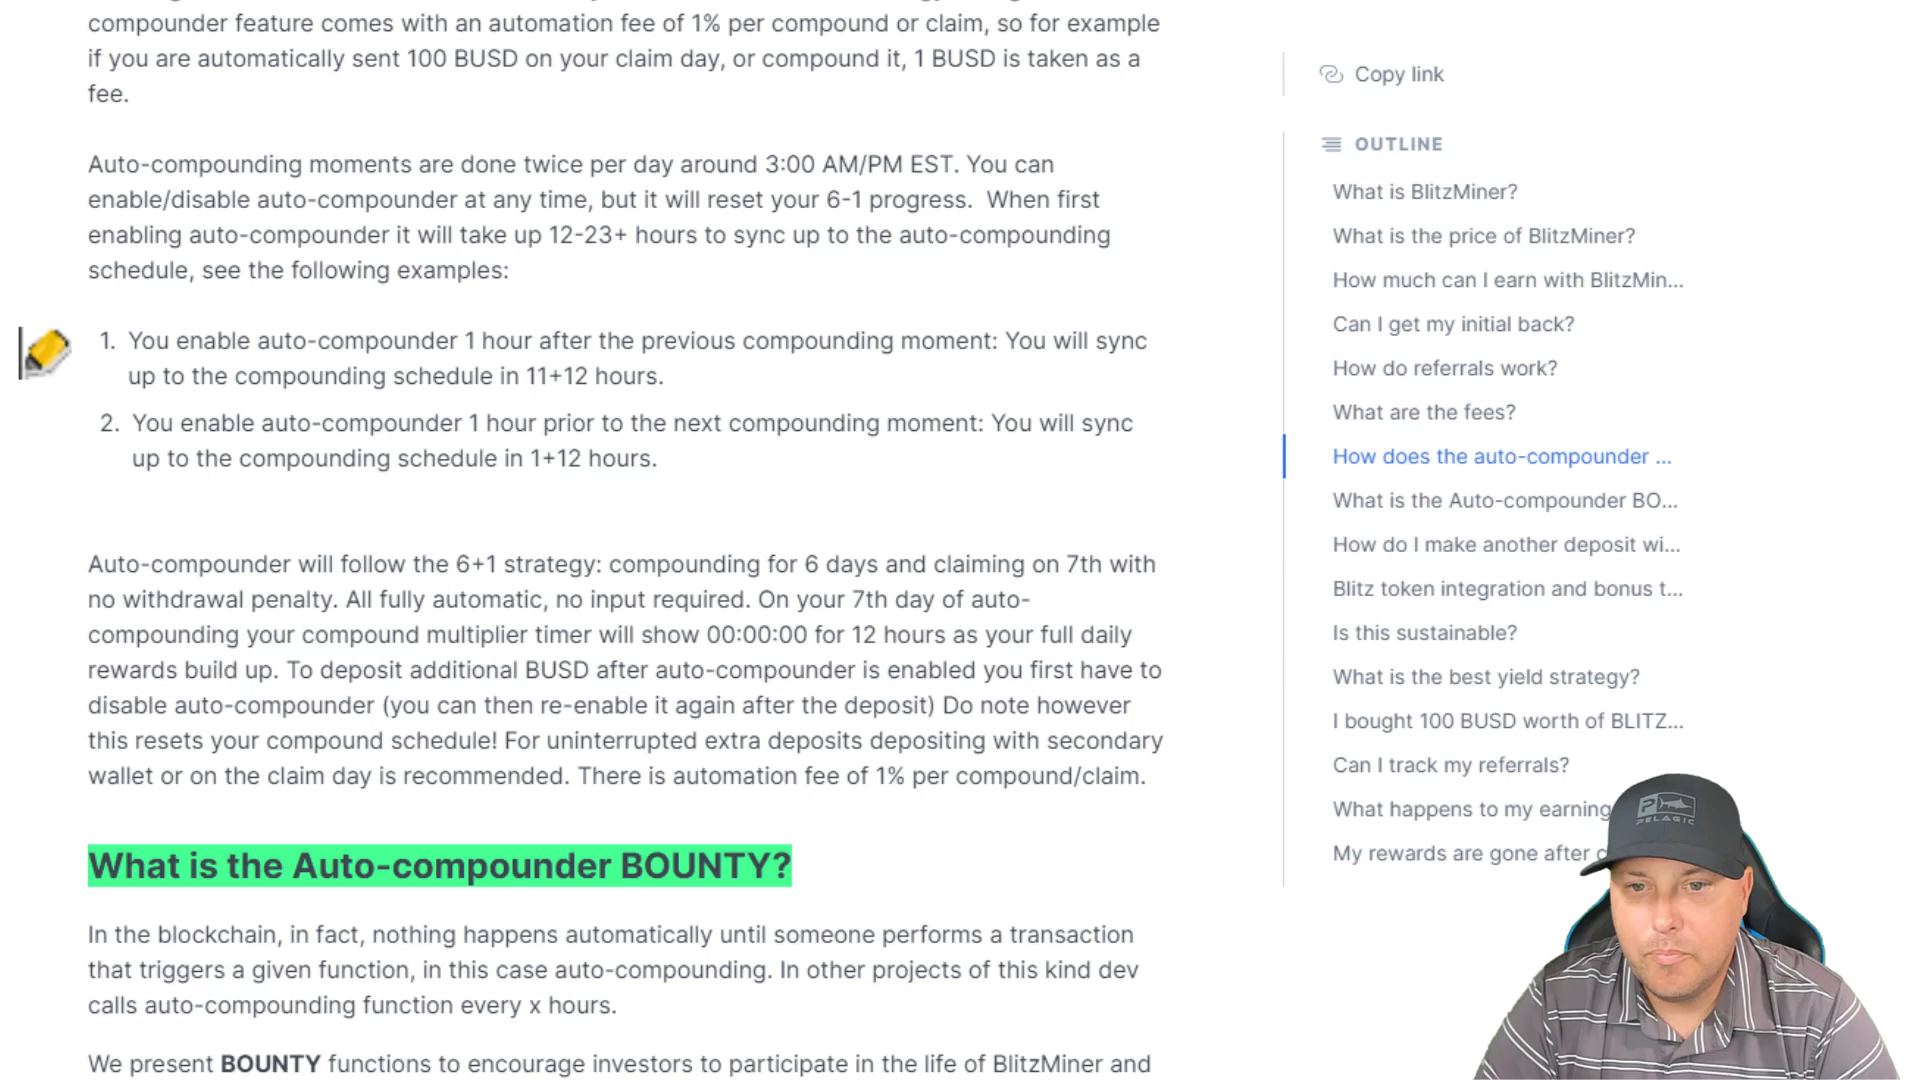 compounder feature comes with an automation fee of 1% per compound or claim, so for example
if you are automatically sent 100 BUSD on your claim day, or compound it, 1 BUSD is taken as a
fee.
Auto-compounding moments are done twice per day around 3:00 AM/PM EST. You can
enable/disable auto-compounder at any time, but it will reset your 6-1 progress.  When first
enabling auto-compounder it will take up 12-23+ hours to sync up to the auto-compounding
schedule, see the following examples:
1. You enable auto-compounder 1 hour after the previous compounding moment: You will sync
up to the compounding schedule in 11+12 hours.
2. You enable auto-compounder 1 hour prior to the next compounding moment: You will sync
up to the compounding schedule in 1+12 hours.
Auto-compounder will follow the 6+1 strategy: compounding for 6 days and claiming on 7th with
no withdrawal penalty. All fully automatic, no input required. On your 7th day of auto-
compounding your compound multiplier timer will show 00:00:00 for 12 hours as your full daily
rewards build up. To deposit additional BUSD after auto-compounder is enabled you first have to
disable auto-compounder (you can then re-enable it again after the deposit) Do note however
this resets your compound schedule! For uninterrupted extra deposits depositing with secondary
wallet or on the claim day is recommended. There is automation fee of 1% per compound/claim.
What is the Auto-compounder BOUNTY?
In the blockchain, in fact, nothing happens automatically until someone performs a transaction
that triggers a given function, in this case auto-compounding. In other projects of this kind dev
calls auto-compounding function every x hours.
We present BOUNTY functions to encourage investors to participate in the life of BlitzMiner and
Copy link
OUTLINE
What is BlitzMiner?
What is the price of BlitzMiner?
How much can I earn with BlitzMin...
Can I get my initial back?
How do referrals work?
What are the fees?
How does the auto-compounder ...
What is the Auto-compounder BO...
How do I make another deposit wi...
Blitz token integration and bonus t...
Is this sustainable?
What is the best yield strategy?
I bought 100 BUSD worth of BLITZ...
Can I track my referrals?
What happens to my earning
My rewards are gone after
PELAGIC